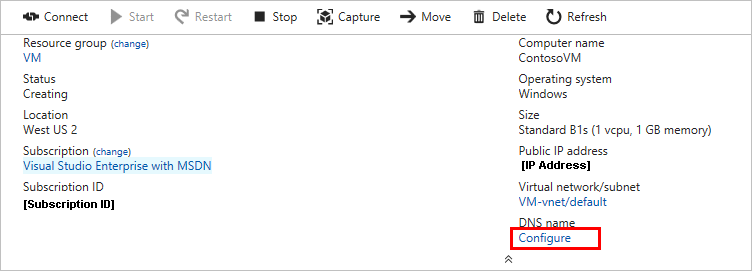 Connect Start Restart Stop Capture Move Delete Refresh
Resource group (change)
VM
Status
Creating
Location
West US 2
Subscription (change)
Visual Studio Enterprise with MSDN
Subscription ID
[Subscription ID]
Computer name
ContosoVM
Operating system
Windows
Size
Standard B1s (1 vcpu, 1 GB memory)
Public IP address
[IP Address]
Virtual network/subnet
VM-vnet/default
DNS name
Configure